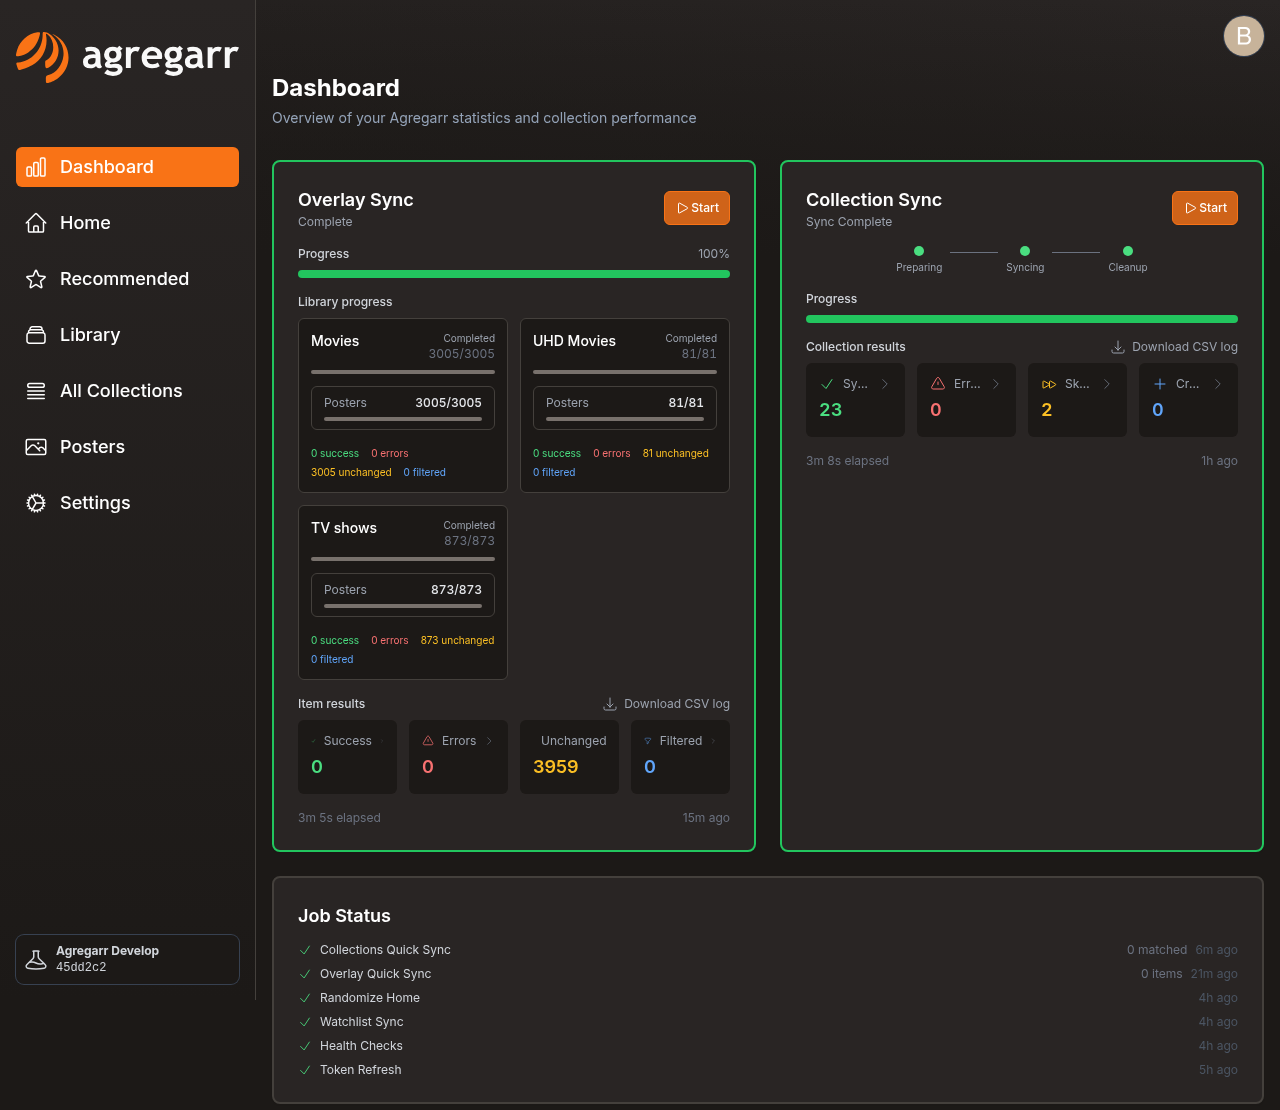 agregarr
B
Dashboard
Home
Recommended
Library
All Collections
Posters
Settings
Agregarr Develop
45dd2c2
Dashboard
Overview of your Agregarr statistics and collection performance
Overlay Sync
Start
Complete
Progress 100%
Library progress
Movies Completed
3005/3005
Posters 3005/3005
0 success 0 errors
3005 unchanged 0 filtered
UHD Movies Completed
81/81
Posters 81/81
0 success 0 errors 81 unchanged
0 filtered
TV shows Completed
873/873
Posters 873/873
0 success 0 errors 873 unchanged
0 filtered
Item results Download CSV log
Success
0
Errors
0
Unchanged
3959
Filtered
0
3m 5s elapsed 15m ago
Collection Sync
Start
Sync Complete
Preparing Syncing Cleanup
Progress
Collection results Download CSV log
Sy...
23
Err...
0
Sk...
2
Cr...
0
3m 8s elapsed 1h ago
Job Status
Collections Quick Sync 0 matched 6m ago
Overlay Quick Sync 0 items 21m ago
Randomize Home 4h ago
Watchlist Sync 4h ago
Health Checks 4h ago
Token Refresh 5h ago